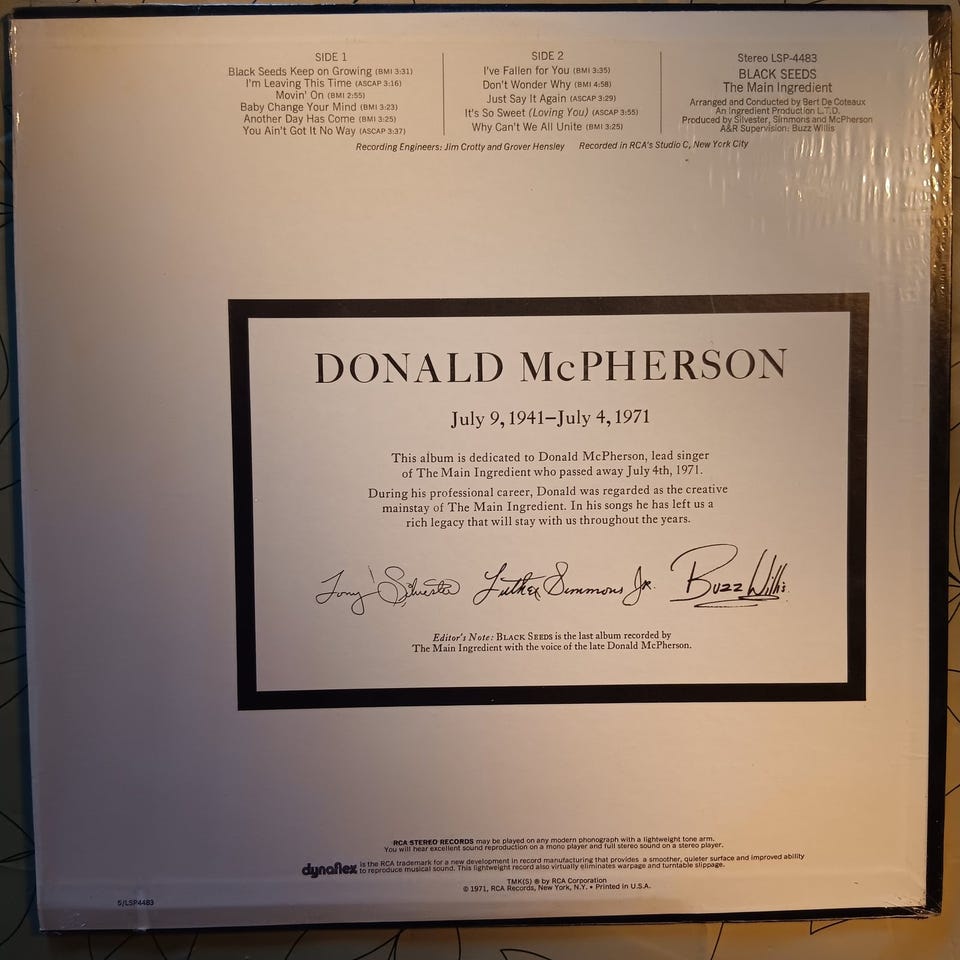 SIDE 1
Black Seeds Keep on Growing (BMI 3:31)
I'm Leaving This Time (ASCAP 3:16)
Movin' On (BMI 2:55)
Baby Change Your Mind (BMI 3:23)
Another Day Has Come (BMI 3:25)
You Ain't Got It No Way (ASCAP 3:37)
SIDE 2
I've Fallen for You (BMI 3:35)
Don't Wonder Why (BMI 4:58)
Just Say It Again (ASCAP 3:29)
It's So Sweet (Loving You) (ASCAP 3:55)
Why Can't We All Unite (BMI 3:25)
Stereo LSP-4483
BLACK SEEDS
The Main Ingredient
Arranged and Conducted by Bert De Coteaux
An Ingredient Production L.T.D.
Produced by Silvester, Simmons and McPherson
A&R Supervision: Buzz Willis
Recording Engineers: Jim Crotty and Grover Hensley Recorded in RCA's Studio C, New York City
DONALD McPHERSON
July 9, 1941–July 4, 1971
This album is dedicated to Donald McPherson, lead singer
of The Main Ingredient who passed away July 4th, 1971.
During his professional career, Donald was regarded as the creative
mainstay of The Main Ingredient. In his songs he has left us a
rich legacy that will stay with us throughout the years.
Tony Silvester Luther Simmons Jr. Buzz Willis
Editor's Note: BLACK SEEDS is the last album recorded by
The Main Ingredient with the voice of the late Donald McPherson.
RCA STEREO RECORDS may be played on any modern phonograph with a lightweight tone arm.
You will hear excellent sound reproduction on a mono player and full stereo sound on a stereo player.
dynaflex is the RCA trademark for a new development in record manufacturing that provides a smoother, quieter surface and improved ability
to reproduce musical sound. This lightweight record also virtually eliminates warpage and turntable slippage.
TMK(S) ® by RCA Corporation
© 1971, RCA Records, New York, N.Y. • Printed in U.S.A.
5/LSP4483